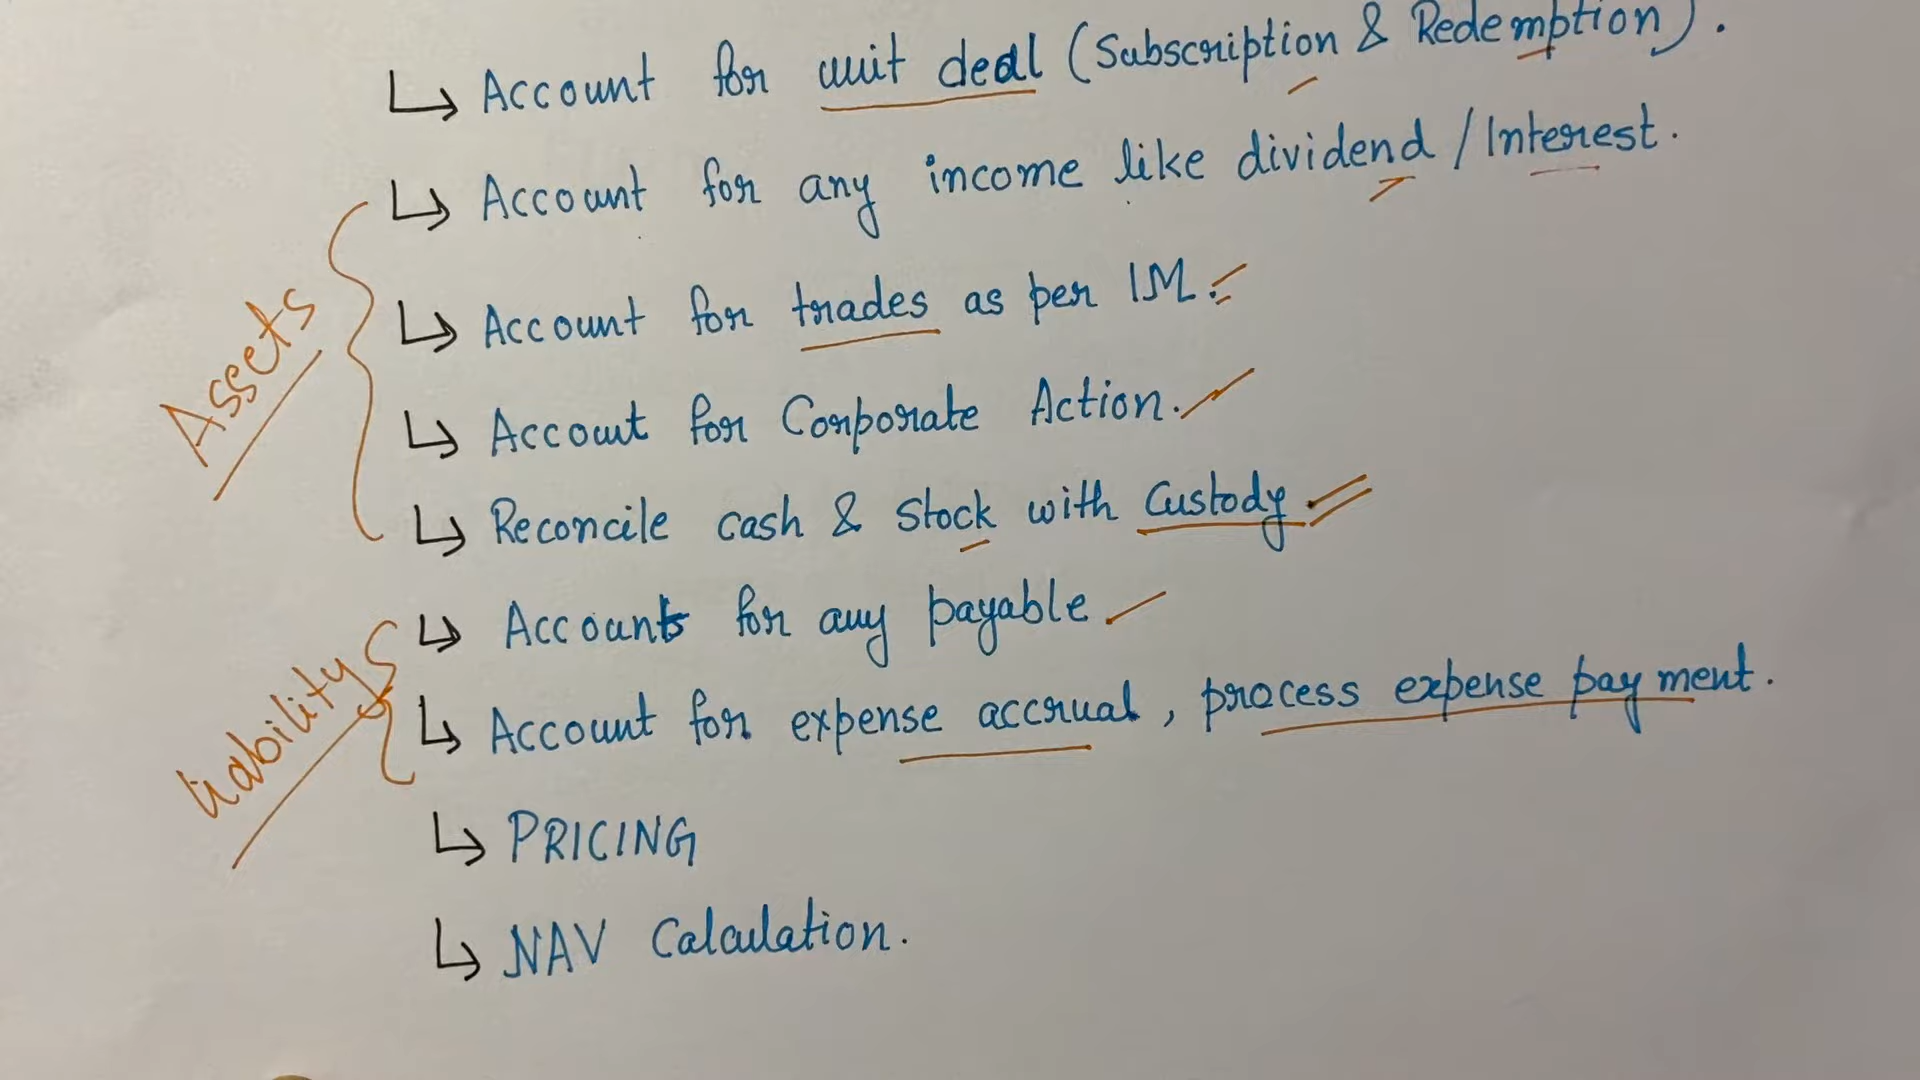 ↳ Account for unit deal (Subscription & Redemption).
↳ Account for any income like dividend / Interest.
↳ Account for trades as per IM.
↳ Account for Corporate Action.
↳ Reconcile cash & Stock with Custody
Assets
↳ Accounts for any payable
↳ Account for expense accrual, process expense payment.
Liability
↳ PRICING
↳ NAV Calculation.